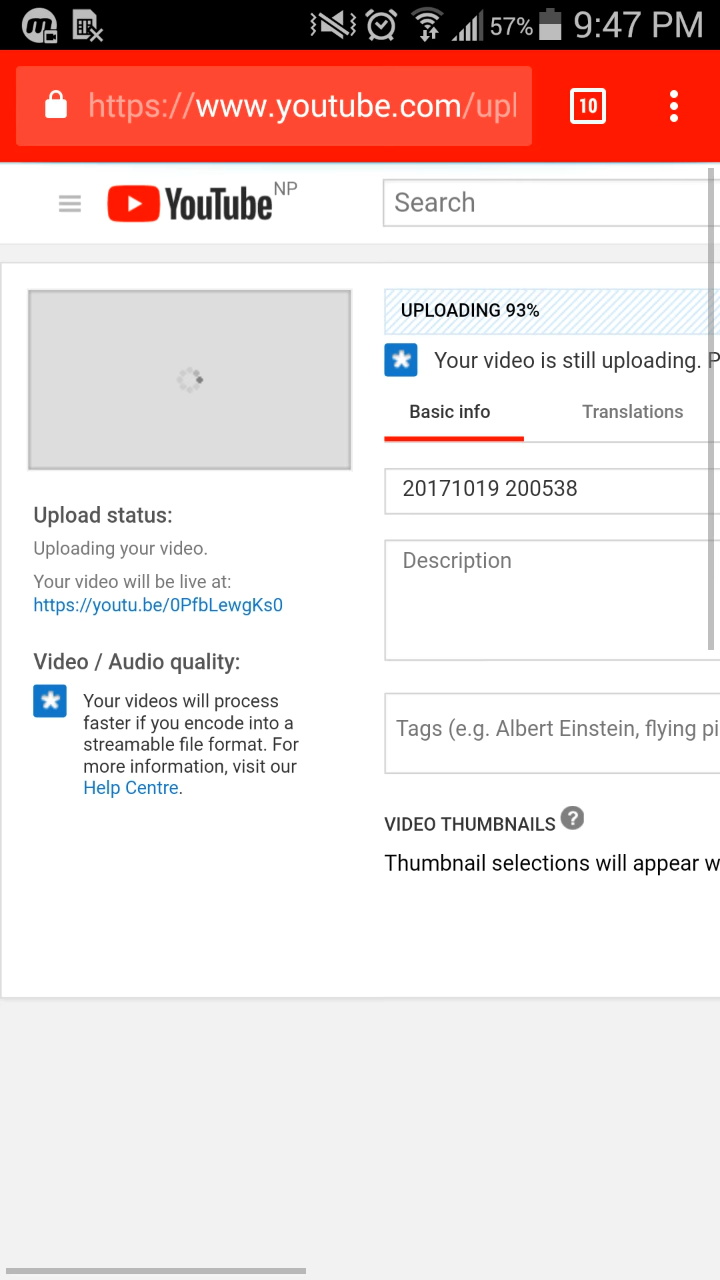 57% 9:47 PM
https://www.youtube.com/upl
10
YouTube NP
Search
UPLOADING 93%
Your video is still uploading. P
Basic info Translations
20171019 200538
Description
Upload status:
Uploading your video.
Your video will be live at:
https://youtu.be/0PfbLewgKs0
Video / Audio quality:
Your videos will process
faster if you encode into a
streamable file format. For
more information, visit our
Help Centre.
Tags (e.g. Albert Einstein, flying pi
VIDEO THUMBNAILS ?
Thumbnail selections will appear w